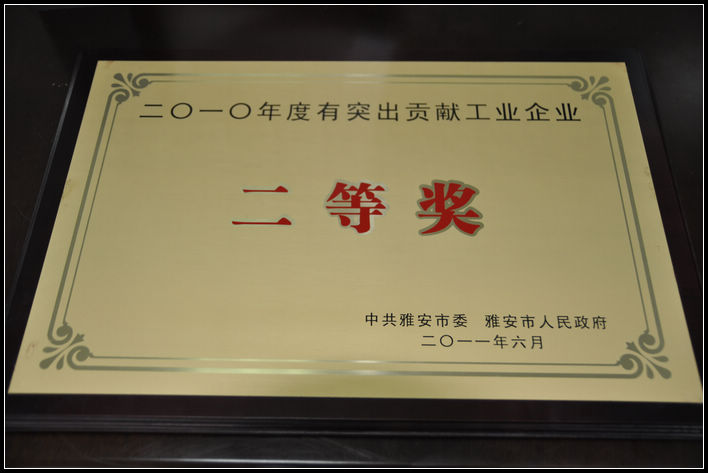 二〇一〇年度有突出贡献工业企业
二等奖
中共雅安市委 雅安市人民政府
二〇一一年六月